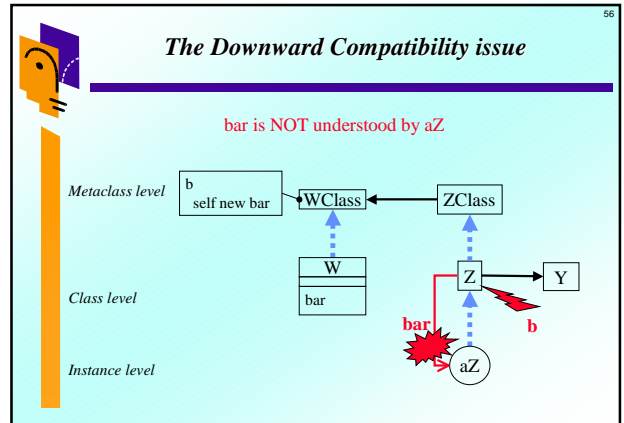 56
The Downward Compatibility issue
bar is NOT understood by aZ
Metaclass level
b
self new bar
WClass
ZClass
W
bar
Class level
Z
Y
bar
b
Instance level
aZ